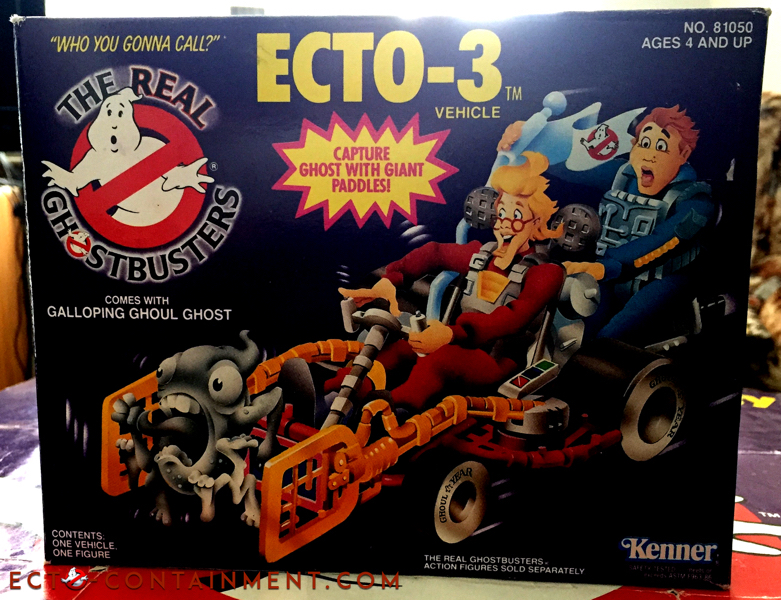 "WHO YOU GONNA CALL?"
ECTO-3™
VEHICLE
NO. 81050
AGES 4 AND UP
THE REAL
GHOSTBUSTERS®
CAPTURE
GHOST WITH GIANT
PADDLES!
COMES WITH
GALLOPING GHOUL GHOST
GHOUL YEAR
CONTENTS:
ONE VEHICLE.
ONE FIGURE
THE REAL GHOSTBUSTERS™
ACTION FIGURES SOLD SEPARATELY
Kenner
TM
ECTO-CONTAINMENT.COM